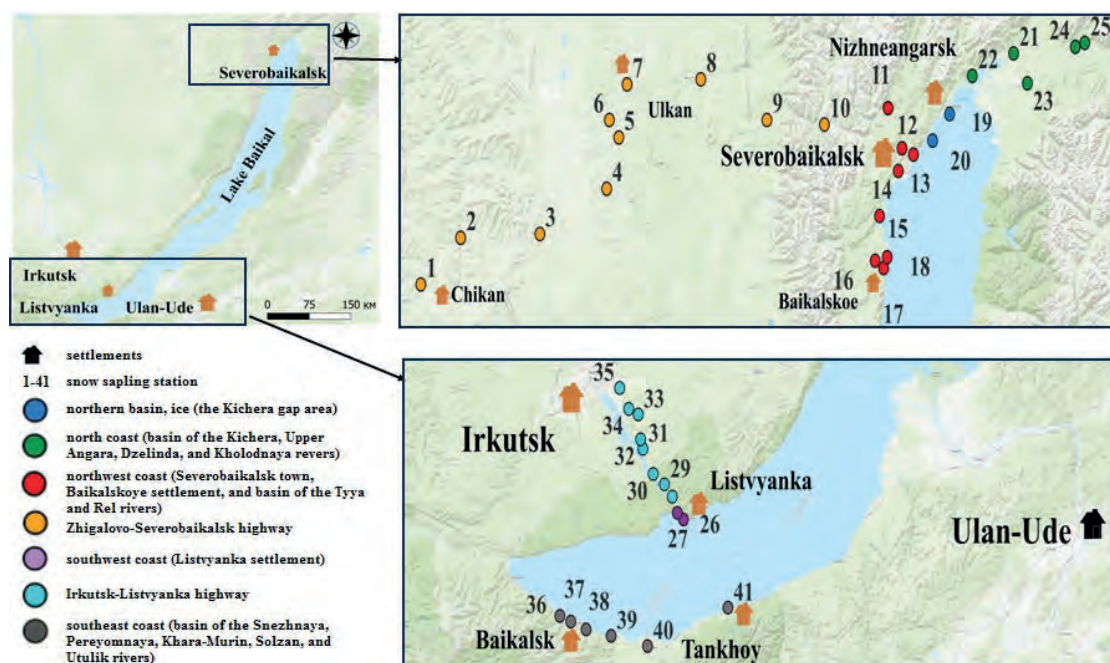 Severobaikalsk
Lake Baikal
Irkutsk
Listvyanka
Ulan-Ude
0 75 150 КМ
settlements
1-41 snow sapling station
northern basin, ice (the Kichera gap area)
north coast (basin of the Kichera, Upper
Angara, Dzelinda, and Kholodnaya revers)
northwest coast (Severobaikalsk town,
Baikalskoye settlement, and basin of the Tyya
and Rel rivers)
Zhigalovo-Severobaikalsk highway
southwest coast (Listvyanka settlement)
Irkutsk-Listvyanka highway
southeast coast (basin of the Snezhnaya,
Pereyomnaya, Khara-Murin, Solzan, and
Utulik rivers)
Nizhneangarsk
24 25
21
22
23
11
7
8
Ulkan
6
5
9
10
12
19
Severobaikalsk
20
13
4
14
2
3
15
1
Chikan
16
18
Baikalskoe
17
35
33
34
Irkutsk
31
32
29
30
Listvyanka
26
27
Ulan-Ude
37
36
38
41
39
Baikalsk
40
Tankhoy